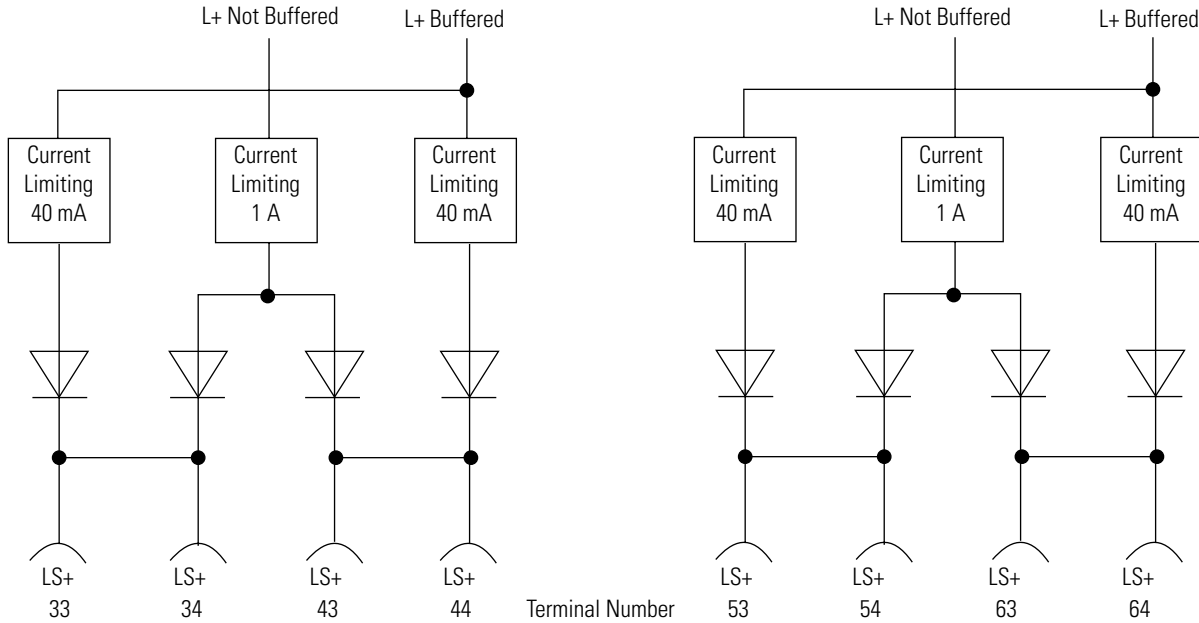 L+ Not Buffered
L+ Buffered
L+ Not Buffered
L+ Buffered
Current
Limiting
40 mA
Current
Limiting
1 A
Current
Limiting
40 mA
Current
Limiting
40 mA
Current
Limiting
1 A
Current
Limiting
40 mA
LS+ LS+ LS+ LS+ LS+ LS+ LS+ LS+
33 34 43 44 Terminal Number 53 54 63 64